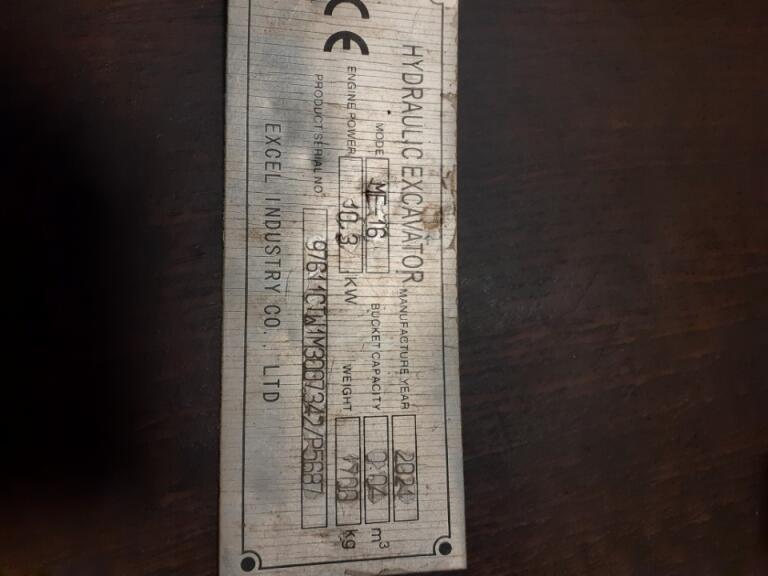 CE
HYDRAULIC EXCAVATOR
MANUFACTURE YEAR 2021
MODE ME-16 BUCKET CAPACITY 0.04 m³
ENGINE POWER 10.3 KW WEIGHT 1700 kg
PRODUCT SERIAL NO
EXCEL INDUSTRY CO., LTD